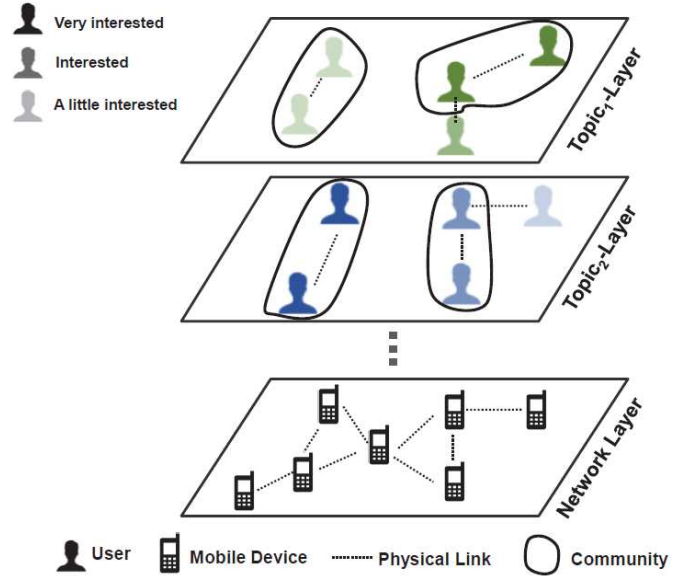 Very interested
Interested
A little interested
Topic₁-Layer
Topic₂-Layer
Network Layer
User
Mobile Device
Physical Link
Community